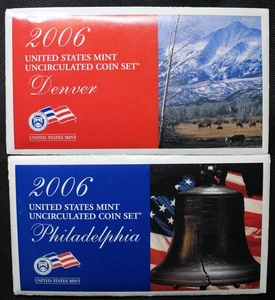 2006
UNITED STATES MINT
UNCIRCULATED COIN SET®
Denver
UNITED STATES MINT
2006
UNITED STATES MINT
UNCIRCULATED COIN SET®
Philadelphia
UNITED STATES MINT